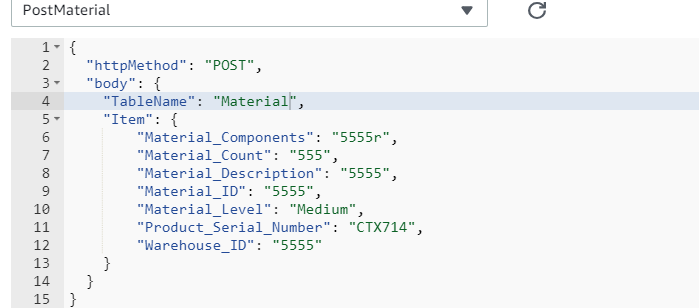 PostMaterial
1 {
2 "httpMethod": "POST",
3 "body": {
4 "TableName": "Material",
5 "Item": {
6 "Material_Components": "5555r",
7 "Material_Count": "555",
8 "Material_Description": "5555",
9 "Material_ID": "5555",
10 "Material_Level": "Medium",
11 "Product_Serial_Number": "CTX714",
12 "Warehouse_ID": "5555"
13 }
14 }
15 }